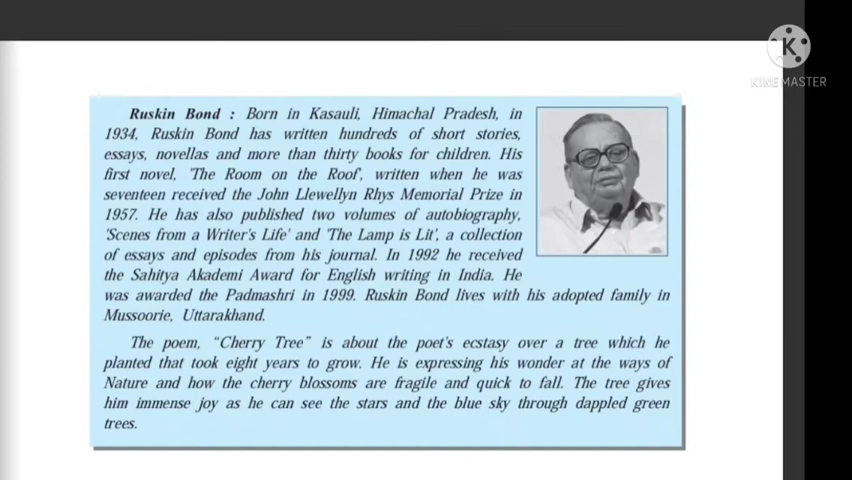 K
KINEMASTER
Ruskin Bond : Born in Kasauli, Himachal Pradesh, in
1934, Ruskin Bond has written hundreds of short stories,
essays, novellas and more than thirty books for children. His
first novel, 'The Room on the Roof', written when he was
seventeen received the John Llewellyn Rhys Memorial Prize in
1957. He has also published two volumes of autobiography,
'Scenes from a Writer's Life' and 'The Lamp is Lit', a collection
of essays and episodes from his journal. In 1992 he received
the Sahitya Akademi Award for English writing in India. He
was awarded the Padmashri in 1999. Ruskin Bond lives with his adopted family in
Mussoorie, Uttarakhand.
The poem, “Cherry Tree” is about the poet's ecstasy over a tree which he
planted that took eight years to grow. He is expressing his wonder at the ways of
Nature and how the cherry blossoms are fragile and quick to fall. The tree gives
him immense joy as he can see the stars and the blue sky through dappled green
trees.